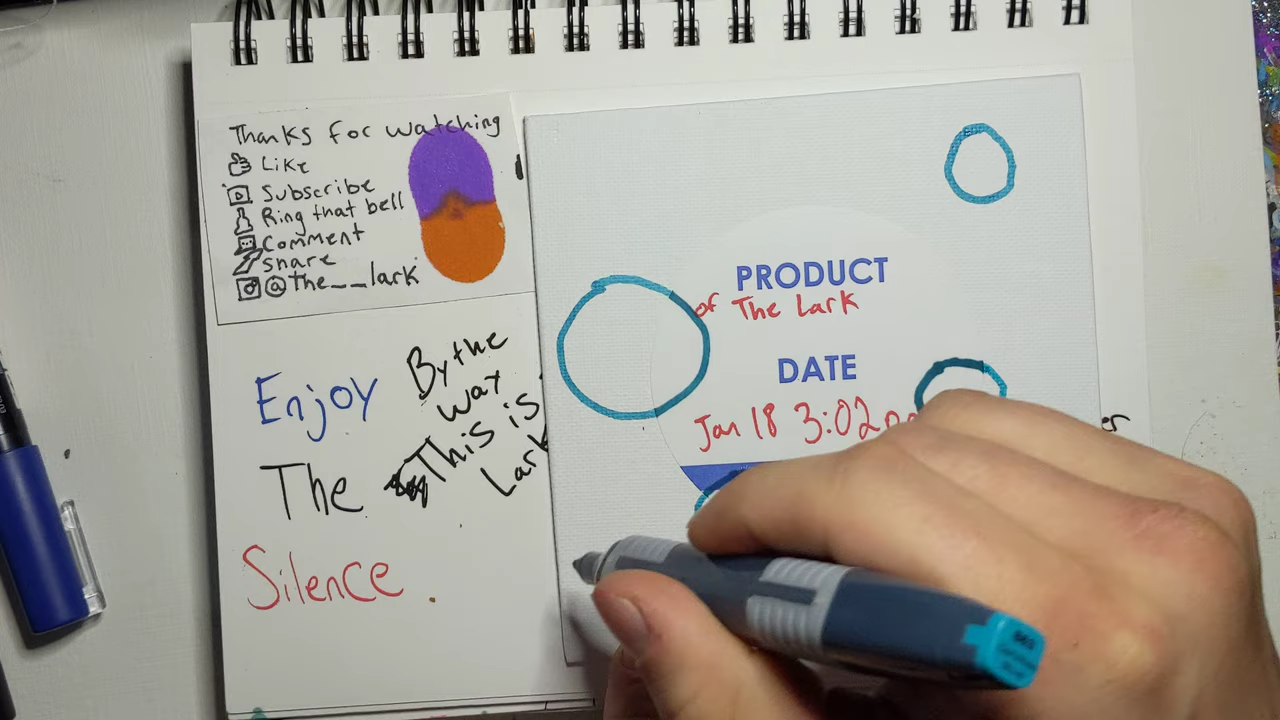 Thanks for watching
Like
Subscribe
Ring that bell
Comment
share
@the__lark
Enjoy
The
Silence.
By the
way
This is
Lark
PRODUCT
of The Lark
DATE
Jan 18 3:02